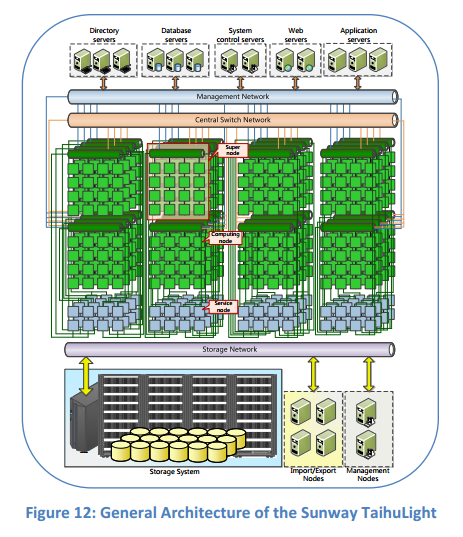 Directory
servers
Database
servers
System
control servers
Web
servers
Application
servers
Management Network
Central Switch Network
Super
node
Computing
node
Service
node
Storage Network
Storage System
Import/Export
Nodes
Management
Nodes
Figure 12: General Architecture of the Sunway TaihuLight